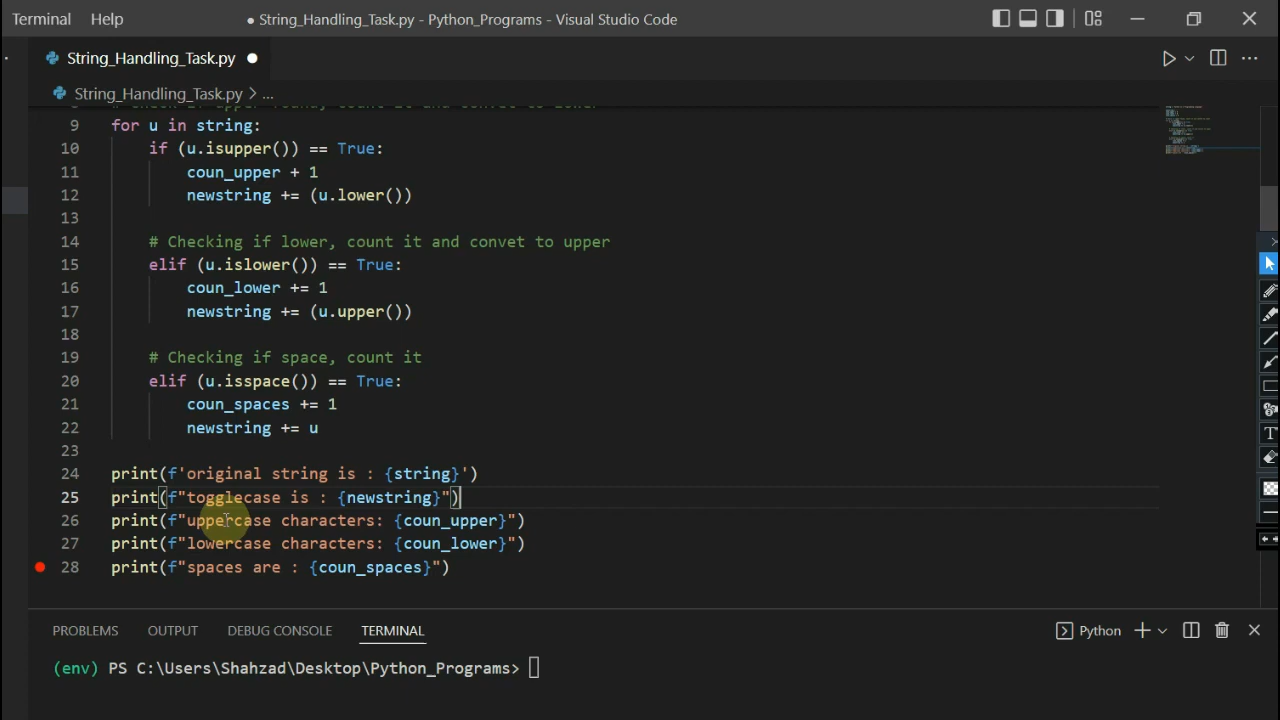 Terminal Help ● String_Handling_Task.py - Python_Programs - Visual Studio Code
String_Handling_Task.py ●
String_Handling_Task.py > ...
9 for u in string:
10 if (u.isupper()) == True:
11 coun_upper + 1
12 newstring += (u.lower())
13
14 # Checking if lower, count it and convet to upper
15 elif (u.islower()) == True:
16 coun_lower += 1
17 newstring += (u.upper())
18
19 # Checking if space, count it
20 elif (u.isspace()) == True:
21 coun_spaces += 1
22 newstring += u
23
24 print(f'original string is : {string}')
25 print(f"togglecase is : {newstring}")
26 print(f"uppercase characters: {coun_upper}")
27 print(f"lowercase characters: {coun_lower}")
28 print(f"spaces are : {coun_spaces}")
PROBLEMS OUTPUT DEBUG CONSOLE TERMINAL Python
(env) PS C:\Users\Shahzad\Desktop\Python_Programs>